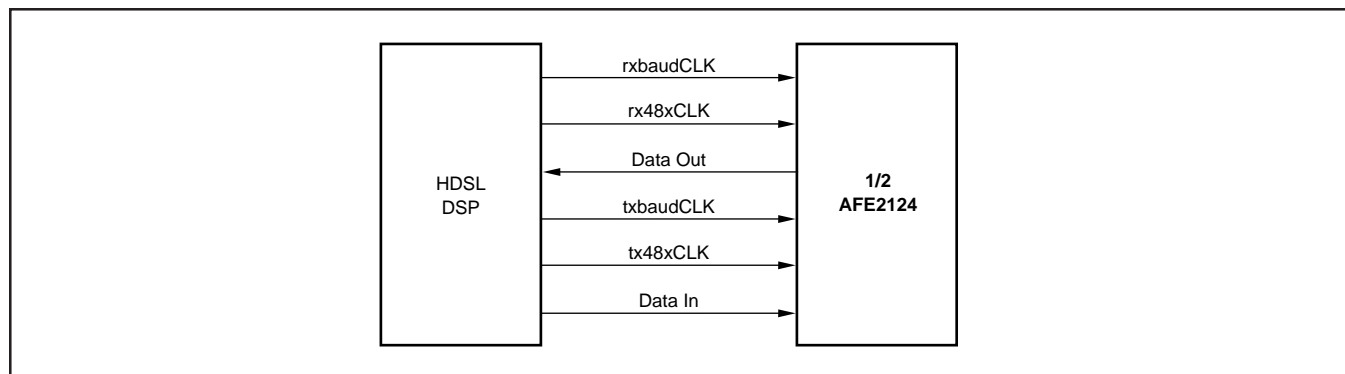 rxbaudCLK
rx48xCLK
Data Out
HDSL
DSP
1/2
AFE2124
txbaudCLK
tx48xCLK
Data In